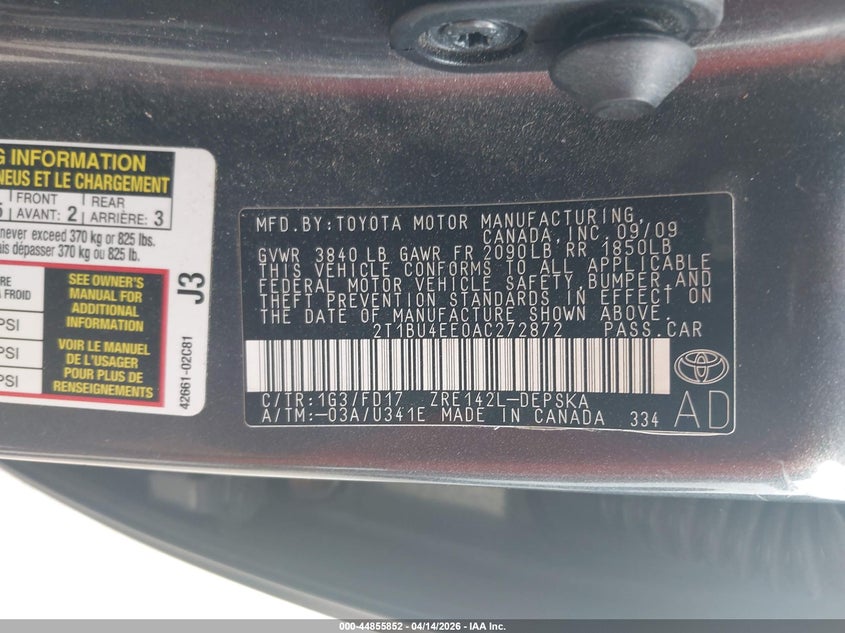 G INFORMATION
NEUS ET LE CHARGEMENT
5 FRONT AVANT: 2 REAR ARRIÈRE: 3
never exceed 370 kg or 825 lbs.
ais dépasser 370 kg ou 825 lb.
RE
À FROID
PSI
PSI
PSI
SEE OWNER'S
MANUAL FOR
ADDITIONAL
INFORMATION
VOIR LE MANUEL
DE L'USAGER
POUR PLUS DE
RENSEIGNEMENTS
J3
42661-02C81
MFD.BY:TOYOTA MOTOR MANUFACTURING,
CANADA,INC. 09/09
GVWR 3840 LB GAWR FR 2090LB RR 1850LB
THIS VEHICLE CONFORMS TO ALL APPLICABLE
FEDERAL MOTOR VEHICLE SAFETY,BUMPER,AND
THEFT PREVENTION STANDARDS IN EFFECT ON
THE DATE OF MANUFACTURE SHOWN ABOVE.
2T1BU4EE0AC272872 PASS.CAR
C/TR:1G3/FD17 ZRE142L-DEPSKA
A/TM:-03A/U341E MADE IN CANADA 334
AD
000-44855852 - 04/14/2026 - IAA Inc.